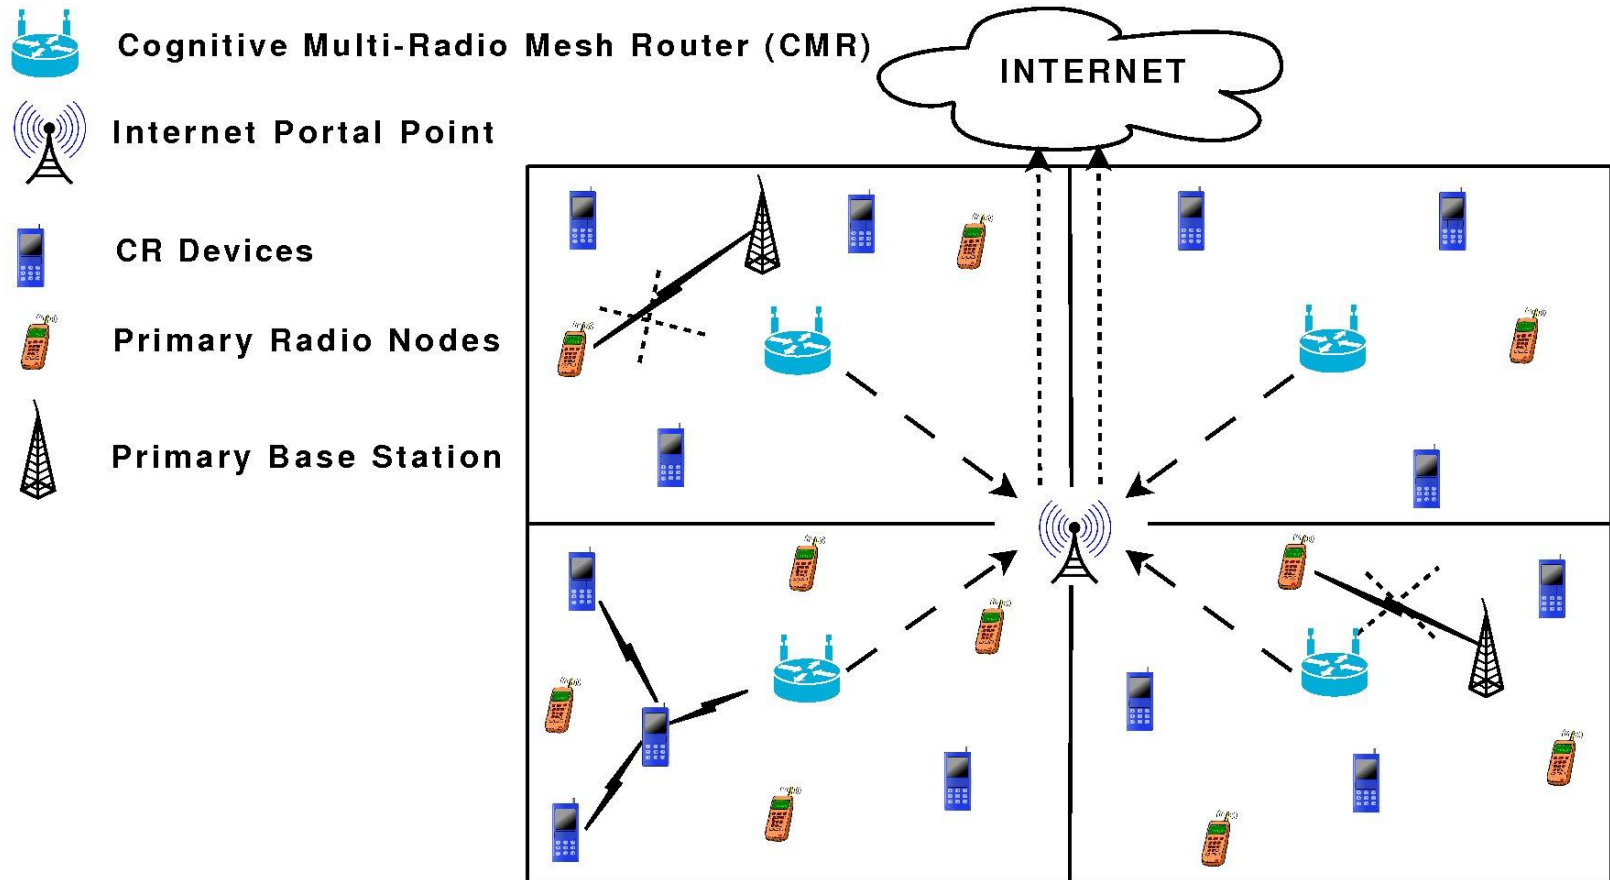 Cognitive Multi-Radio Mesh Router (CMR)
INTERNET
Internet Portal Point
CR Devices
Primary Radio Nodes
Primary Base Station